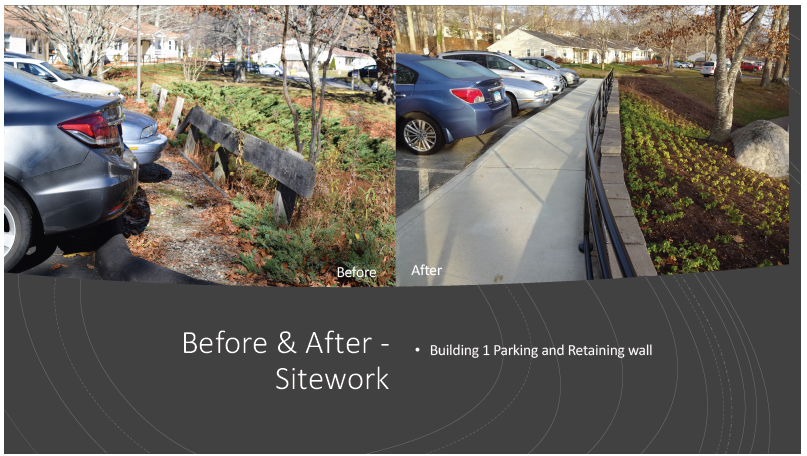 Before
After
Before & After -
Sitework
• Building 1 Parking and Retaining wall